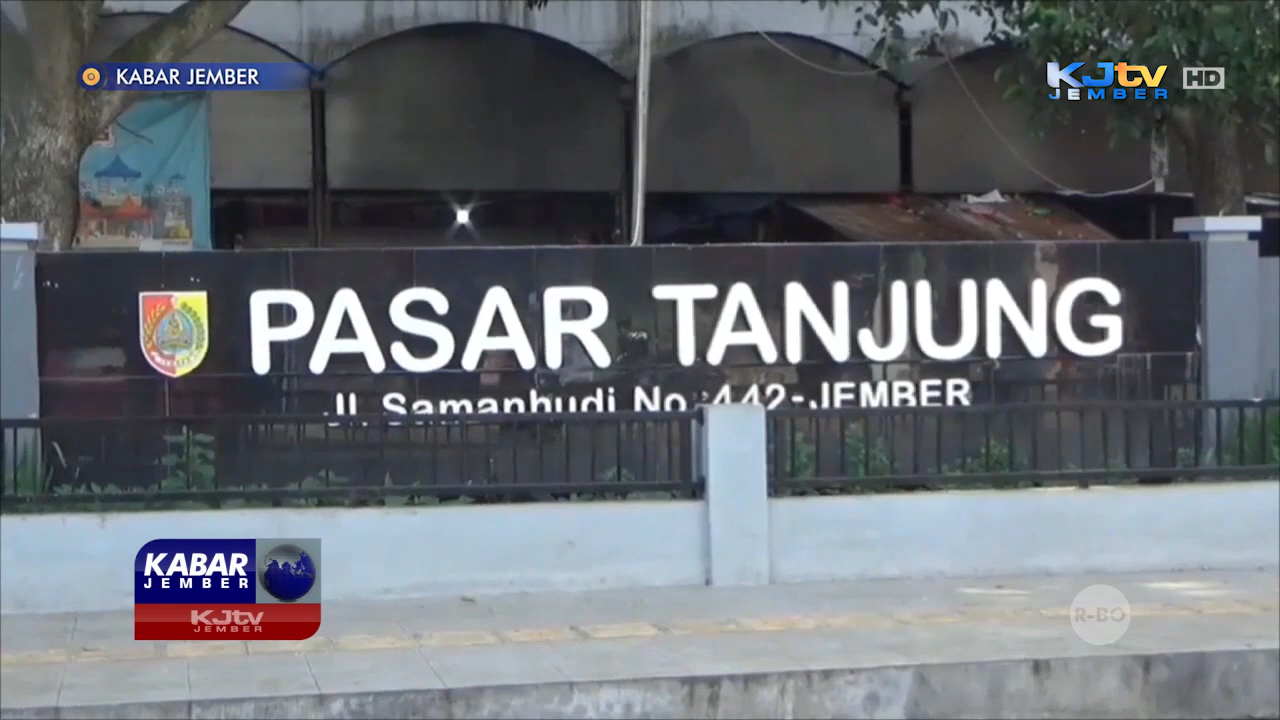 KABAR JEMBER
KJtv HD
JEMBER
PASAR TANJUNG
Jl. Samanhudi No. 442-JEMBER
KABAR
JEMBER
KJtv
JEMBER
R-BO